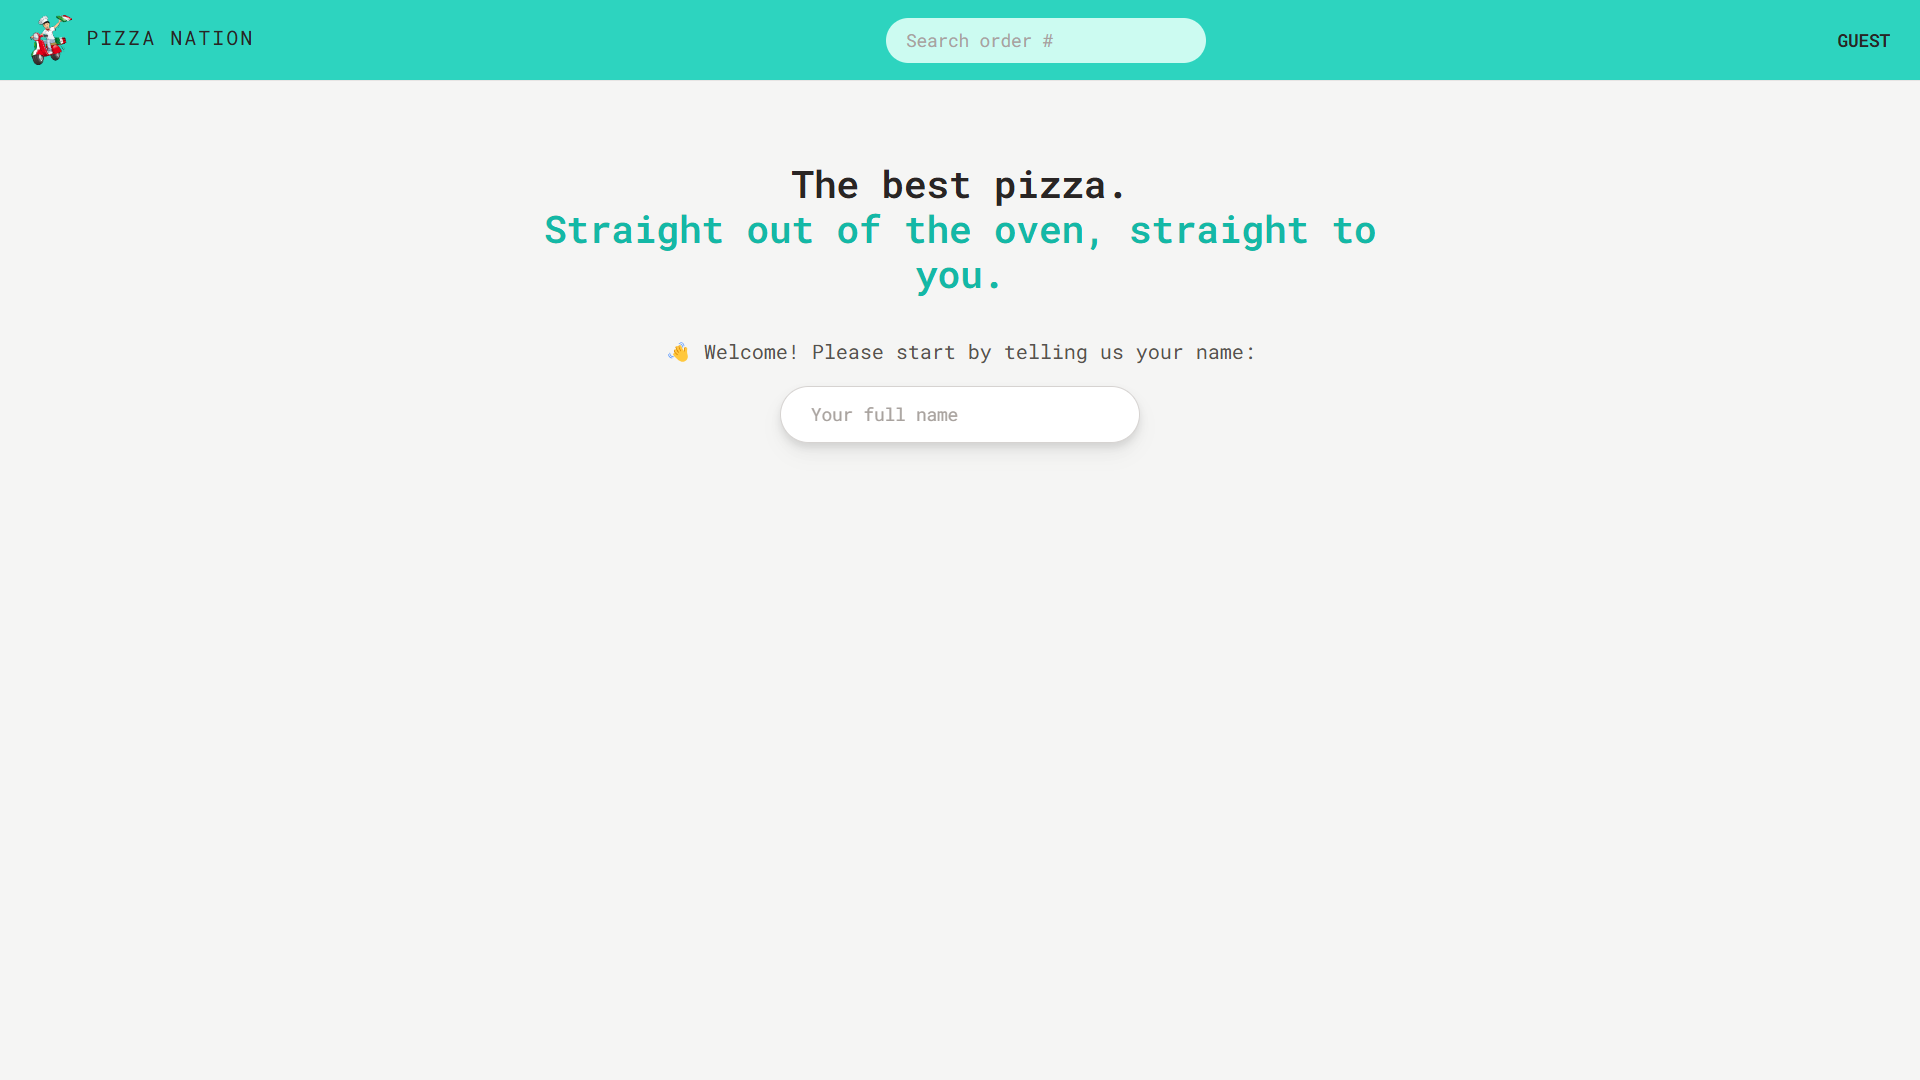 PIZZA NATION
Search order #
GUEST
The best pizza.
Straight out of the oven, straight to
you.
👋 Welcome! Please start by telling us your name:
Your full name